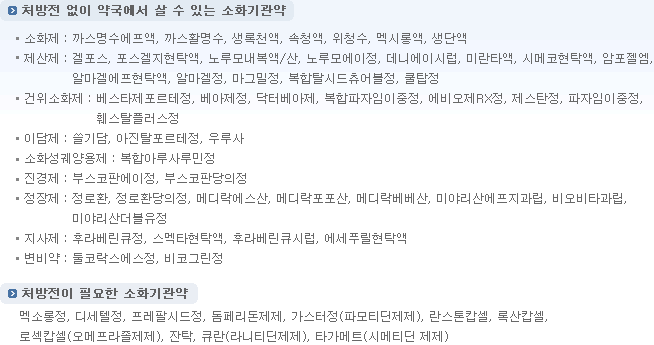 처방전 없이 약국에서 살 수 있는 소화기관약
• 소화제 : 까스명수에프액, 까스활명수, 생록천액, 속청액, 위청수, 멕시롱액, 생단액
• 제산제 : 겔포스, 포스겔지현탁액, 노루모내복액/산, 노루모에이정, 데니에이시럽, 미란타액, 시메코현탁액, 암포젤엠,
알마겔에프현탁액, 알마겔정, 마그밀정, 복합탈시드츄어블정, 쿨탑정
• 건위소화제 : 베스타제포르테정, 베아제정, 닥터베아제, 복합파자임이중정, 에비오제RX정, 제스탄정, 파자임이중정,
훼스탈플러스정
• 이담제 : 쓸기담, 아진탈포르테정, 우루사
• 소화성궤양용제 : 복합아루사루민정
• 진경제 : 부스코판에이정, 부스코판당의정
• 정장제 : 정로환, 정로환당의정, 메디락에스산, 메디락포포산, 메디락베베산, 미야리산에프지과립, 비오비타과립,
미야리산더블유정
• 지사제 : 후라베린큐정, 스멕타현탁액, 후라베린큐시럽, 에세푸릴현탁액
• 변비약 : 둘코락스에스정, 비코그린정
처방전이 필요한 소화기관약
멕소롱정, 디세텔정, 프레팔시드정, 돔페리돈제제, 가스터정(파모티딘제제), 란스톤캅셀, 록산캅셀,
로섹캅셀(오메프라졸제제), 잔탁, 큐란(라니티딘제제), 타가메트(시메티딘 제제)